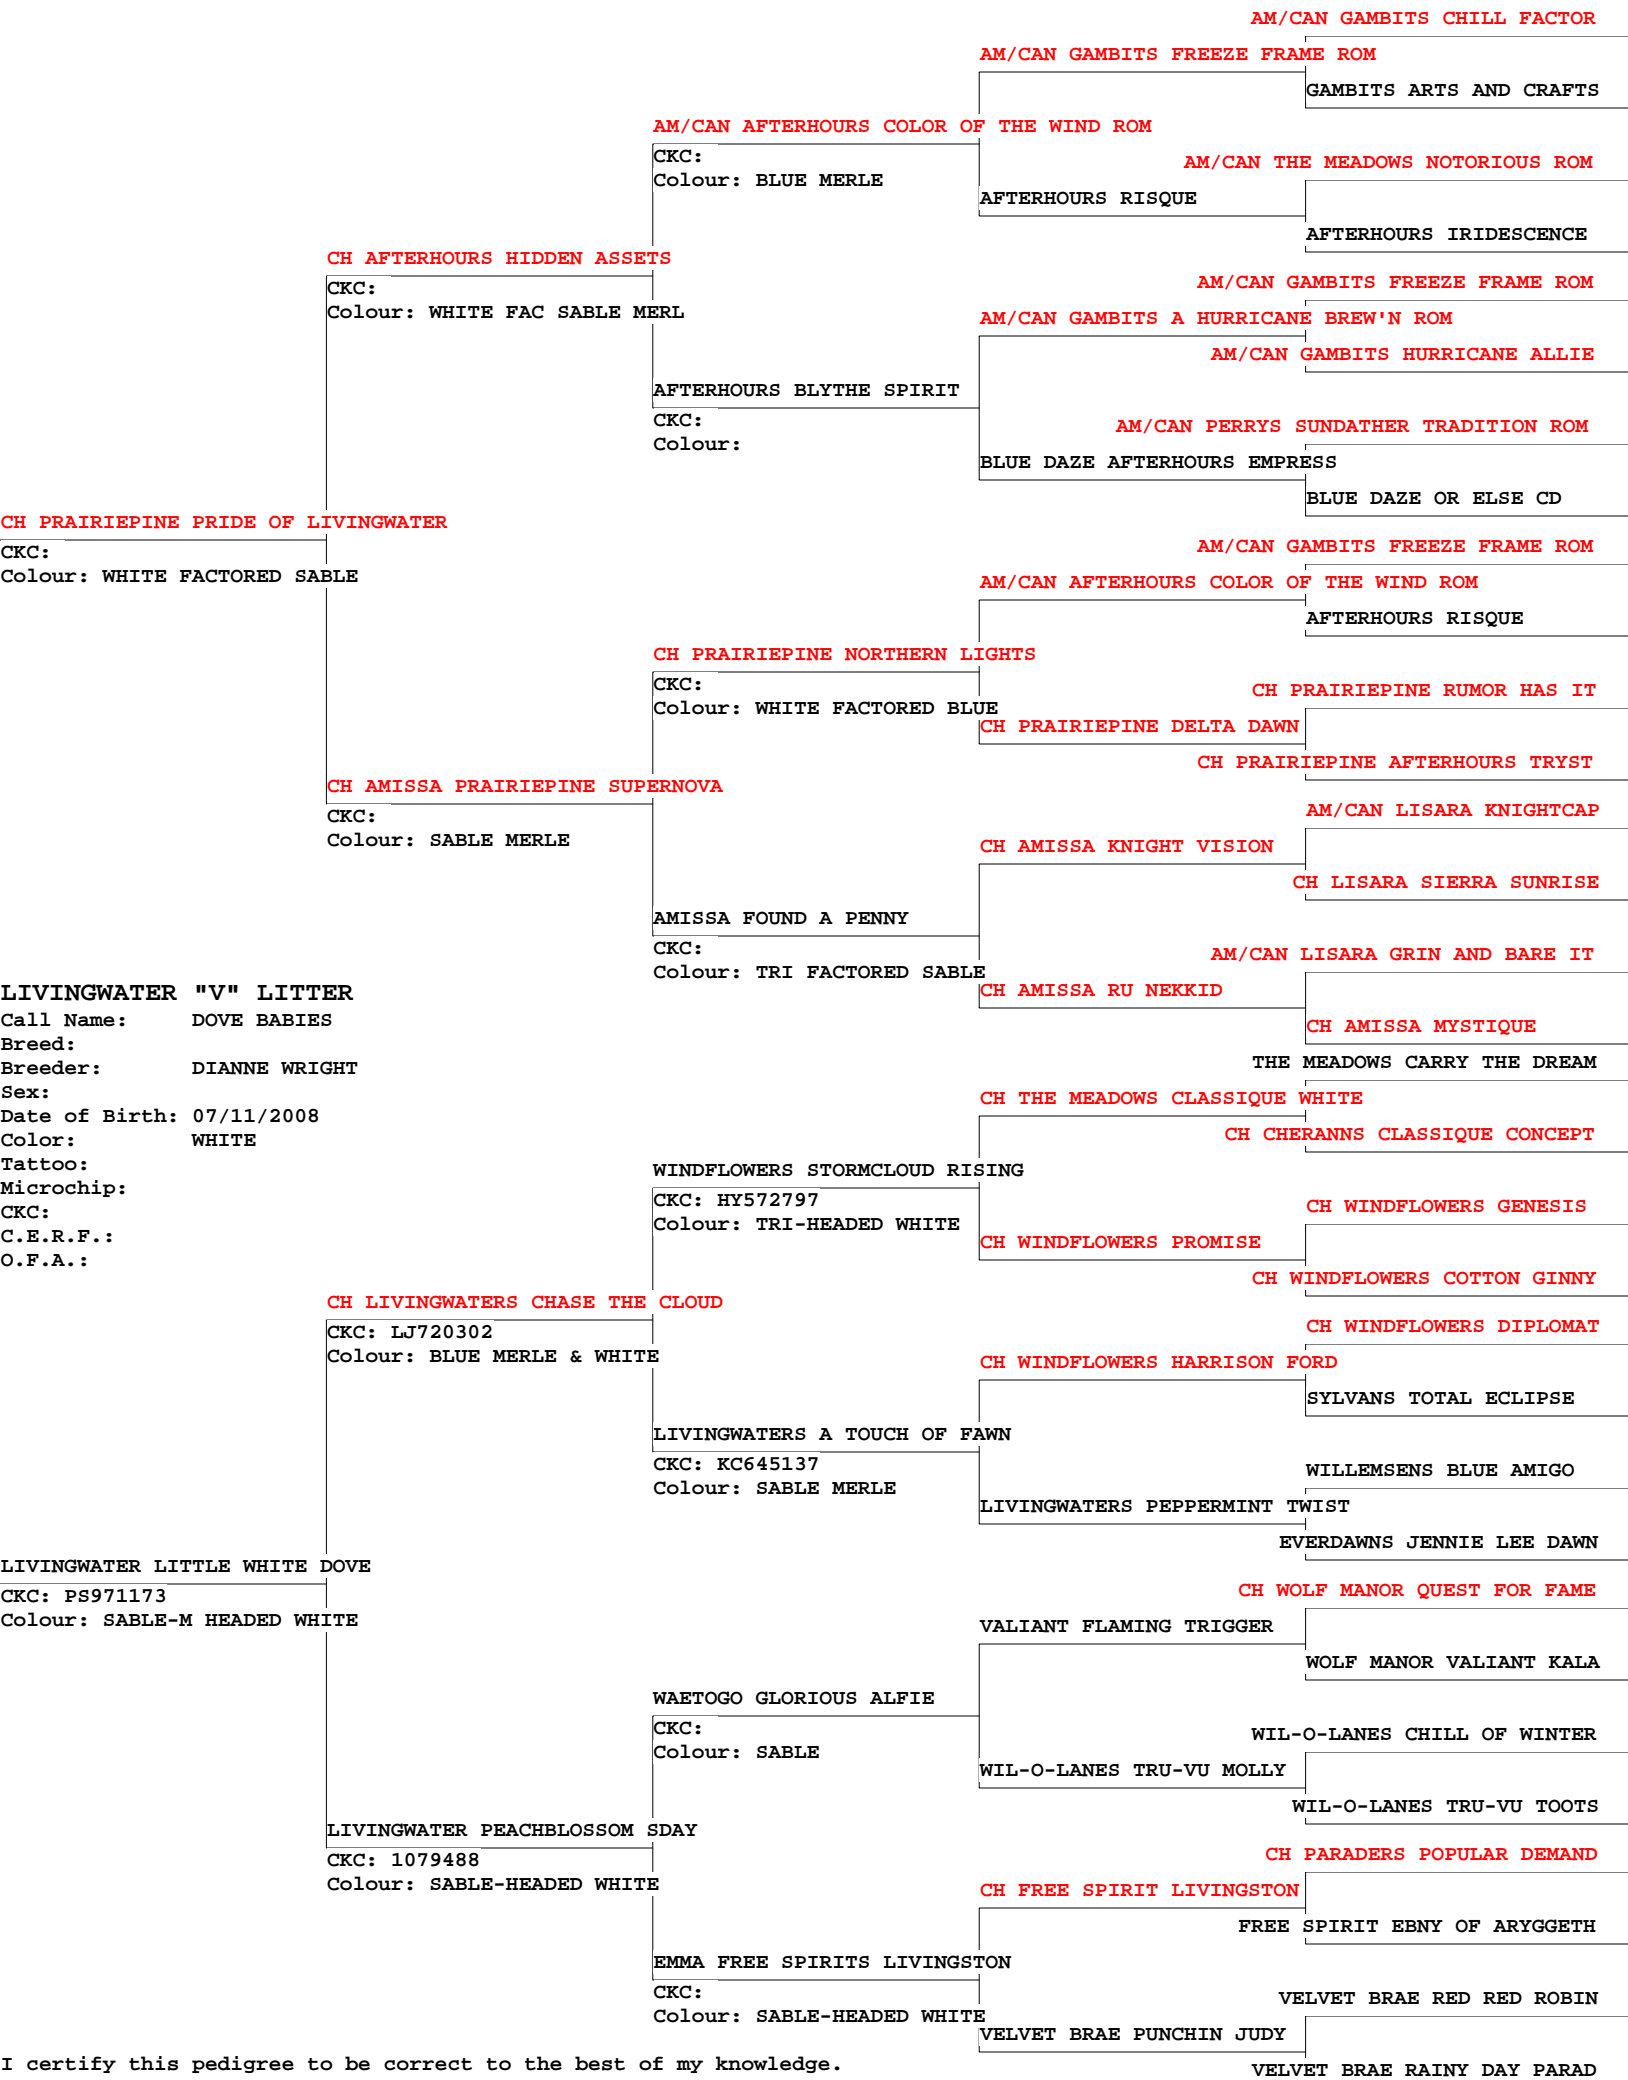 AM/CAN GAMBITS CHILL FACTOR
AM/CAN GAMBITS FREEZE FRAME ROM
GAMBITS ARTS AND CRAFTS
AM/CAN AFTERHOURS COLOR OF THE WIND ROM
CKC:
Colour: BLUE MERLE
AM/CAN THE MEADOWS NOTORIOUS ROM
AFTERHOURS RISQUE
AFTERHOURS IRIDESCENCE
CH AFTERHOURS HIDDEN ASSETS
CKC:
Colour: WHITE FAC SABLE MERL
AM/CAN GAMBITS FREEZE FRAME ROM
AM/CAN GAMBITS A HURRICANE BREW'N ROM
AM/CAN GAMBITS HURRICANE ALLIE
AFTERHOURS BLYTHE SPIRIT
CKC:
Colour:
AM/CAN PERRYS SUNDATHER TRADITION ROM
BLUE DAZE AFTERHOURS EMPRESS
BLUE DAZE OR ELSE CD
CH PRAIRIEPINE PRIDE OF LIVINGWATER
CKC:
Colour: WHITE FACTORED SABLE
AM/CAN GAMBITS FREEZE FRAME ROM
AM/CAN AFTERHOURS COLOR OF THE WIND ROM
AFTERHOURS RISQUE
CH PRAIRIEPINE NORTHERN LIGHTS
CKC:
Colour: WHITE FACTORED BLUE
CH PRAIRIEPINE RUMOR HAS IT
CH PRAIRIEPINE DELTA DAWN
CH PRAIRIEPINE AFTERHOURS TRYST
CH AMISSA PRAIRIEPINE SUPERNOVA
CKC:
Colour: SABLE MERLE
AM/CAN LISARA KNIGHTCAP
CH AMISSA KNIGHT VISION
CH LISARA SIERRA SUNRISE
AMISSA FOUND A PENNY
CKC:
Colour: TRI FACTORED SABLE
AM/CAN LISARA GRIN AND BARE IT
CH AMISSA RU NEKKID
CH AMISSA MYSTIQUE
LIVINGWATER "V" LITTER
Call Name: DOVE BABIES
Breed:
Breeder: DIANNE WRIGHT
Sex:
Date of Birth: 07/11/2008
Color: WHITE
Tattoo:
Microchip:
CKC:
C.E.R.F.:
O.F.A.:
THE MEADOWS CARRY THE DREAM
CH THE MEADOWS CLASSIQUE WHITE
CH CHERANNS CLASSIQUE CONCEPT
WINDFLOWERS STORMCLOUD RISING
CKC: HY572797
Colour: TRI-HEADED WHITE
CH WINDFLOWERS GENESIS
CH WINDFLOWERS PROMISE
CH WINDFLOWERS COTTON GINNY
CH LIVINGWATERS CHASE THE CLOUD
CKC: LJ720302
Colour: BLUE MERLE & WHITE
CH WINDFLOWERS DIPLOMAT
CH WINDFLOWERS HARRISON FORD
SYLVANS TOTAL ECLIPSE
LIVINGWATERS A TOUCH OF FAWN
CKC: KC645137
Colour: SABLE MERLE
WILLEMSENS BLUE AMIGO
LIVINGWATERS PEPPERMINT TWIST
EVERDAWNS JENNIE LEE DAWN
LIVINGWATER LITTLE WHITE DOVE
CKC: PS971173
Colour: SABLE-M HEADED WHITE
CH WOLF MANOR QUEST FOR FAME
VALIANT FLAMING TRIGGER
WOLF MANOR VALIANT KALA
WAETOGO GLORIOUS ALFIE
CKC:
Colour: SABLE
WIL-O-LANES CHILL OF WINTER
WIL-O-LANES TRU-VU MOLLY
WIL-O-LANES TRU-VU TOOTS
LIVINGWATER PEACHBLOSSOM SDAY
CKC: 1079488
Colour: SABLE-HEADED WHITE
CH PARADERS POPULAR DEMAND
CH FREE SPIRIT LIVINGSTON
FREE SPIRIT EBNY OF ARYGGETH
EMMA FREE SPIRITS LIVINGSTON
CKC:
Colour: SABLE-HEADED WHITE
VELVET BRAE RED RED ROBIN
VELVET BRAE PUNCHIN JUDY
VELVET BRAE RAINY DAY PARAD
I certify this pedigree to be correct to the best of my knowledge.